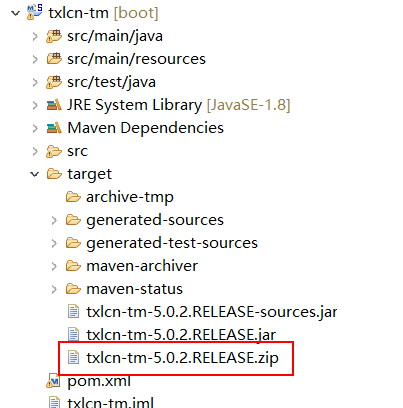 txlcn-tm [boot]
src/main/java
src/main/resources
src/test/java
JRE System Library [JavaSE-1.8]
Maven Dependencies
src
target
archive-tmp
generated-sources
generated-test-sources
maven-archiver
maven-status
txlcn-tm-5.0.2.RELEASE-sources.jar
txlcn-tm-5.0.2.RELEASE.jar
txlcn-tm-5.0.2.RELEASE.zip
pom.xml
txlcn-tm.iml